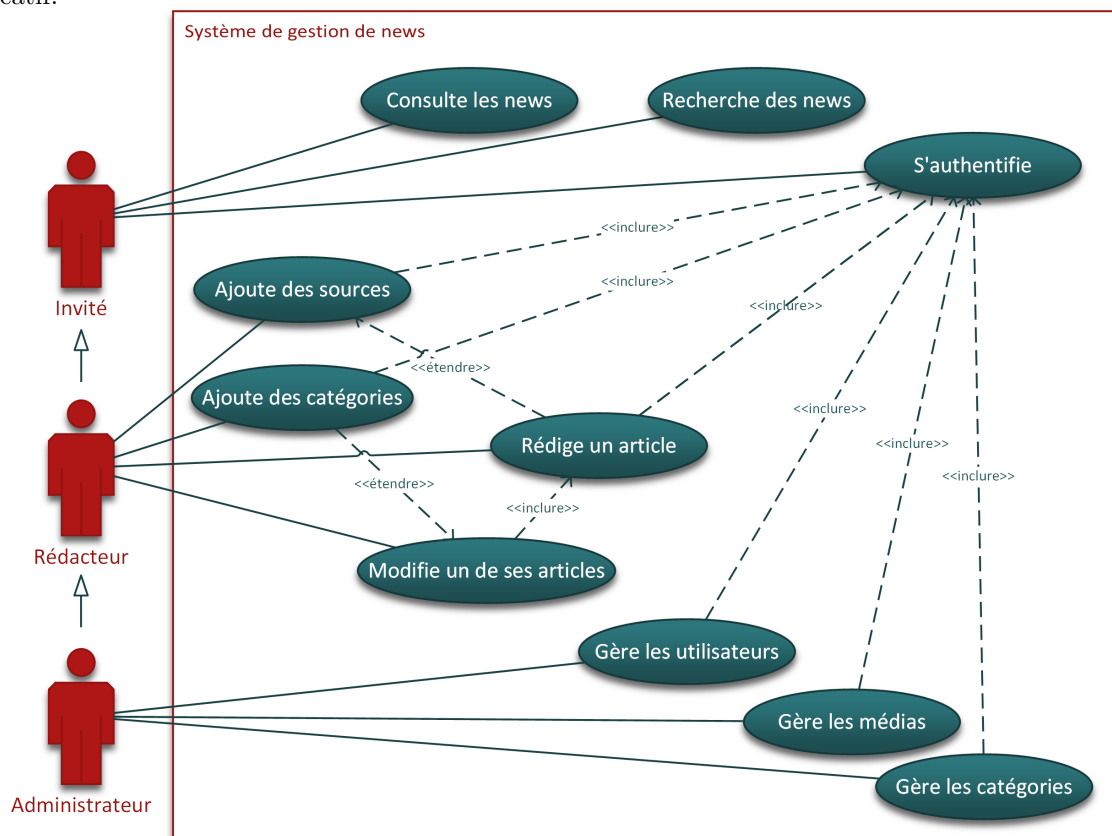 Système de gestion de news
Consulte les news
Recherche des news
S'authentifie
<<inclure>>
Ajoute des sources
<<inclure>>
<<inclure>>
Invité
<<étendre>>
Ajoute des catégories
<<inclure>>
Rédige un article
<<inclure>>
<<inclure>>
<<étendre>>
<<inclure>>
Rédacteur
Modifie un de ses articles
Gère les utilisateurs
Gère les médias
Gère les catégories
Administrateur